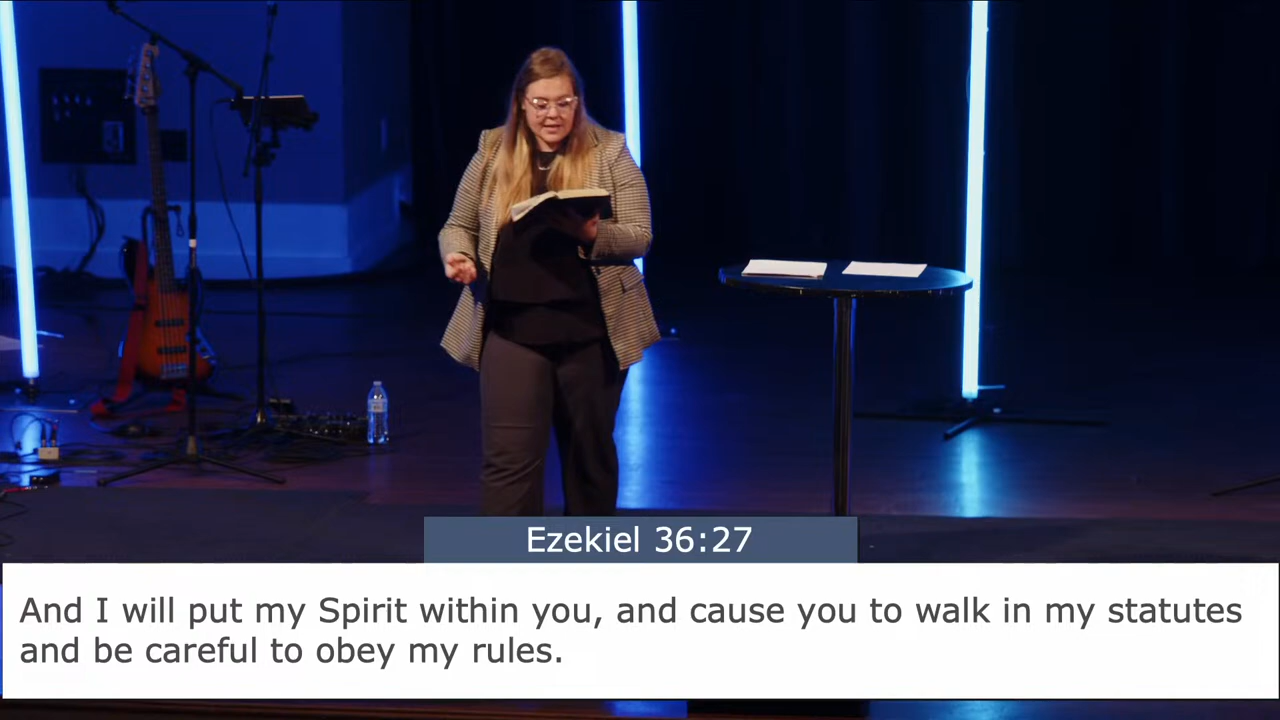 Ezekiel 36:27
And I will put my Spirit within you, and cause you to walk in my statutes
and be careful to obey my rules.